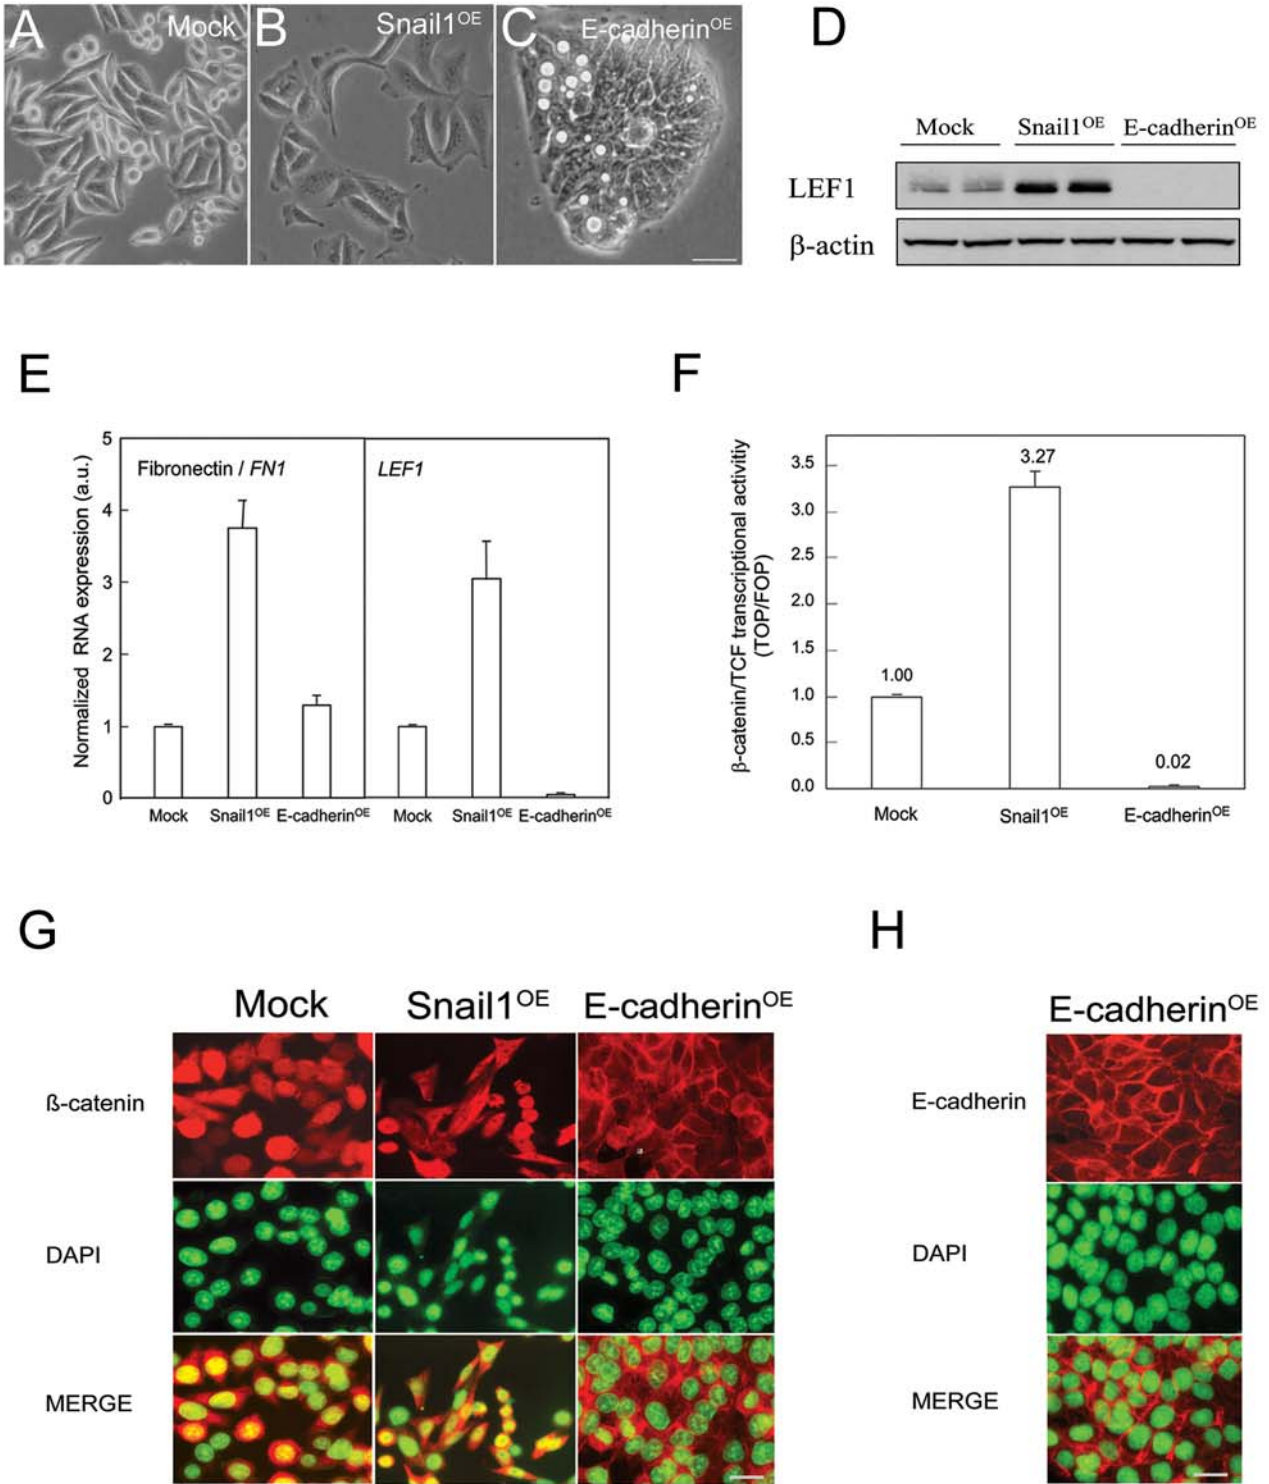 A Mock B Snail1OE C E-cadherinOE D
Mock Snail1OE E-cadherinOE
LEF1
β-actin
E
Normalized RNA expression (a.u.)
5
4
3
2
1
0
Fibronectin / FN1 LEF1
Mock Snail1OE E-cadherinOE Mock Snail1OE E-cadherinOE
F
β-catenin/TCF transcriptional activitiy
(TOP/FOP)
3.5
3.0
2.5
2.0
1.5
1.0
0.5
0.0
1.00
3.27
0.02
Mock Snail1OE E-cadherinOE
G
Mock Snail1OE E-cadherinOE
ß-catenin
DAPI
MERGE
H
E-cadherinOE
E-cadherin
DAPI
MERGE